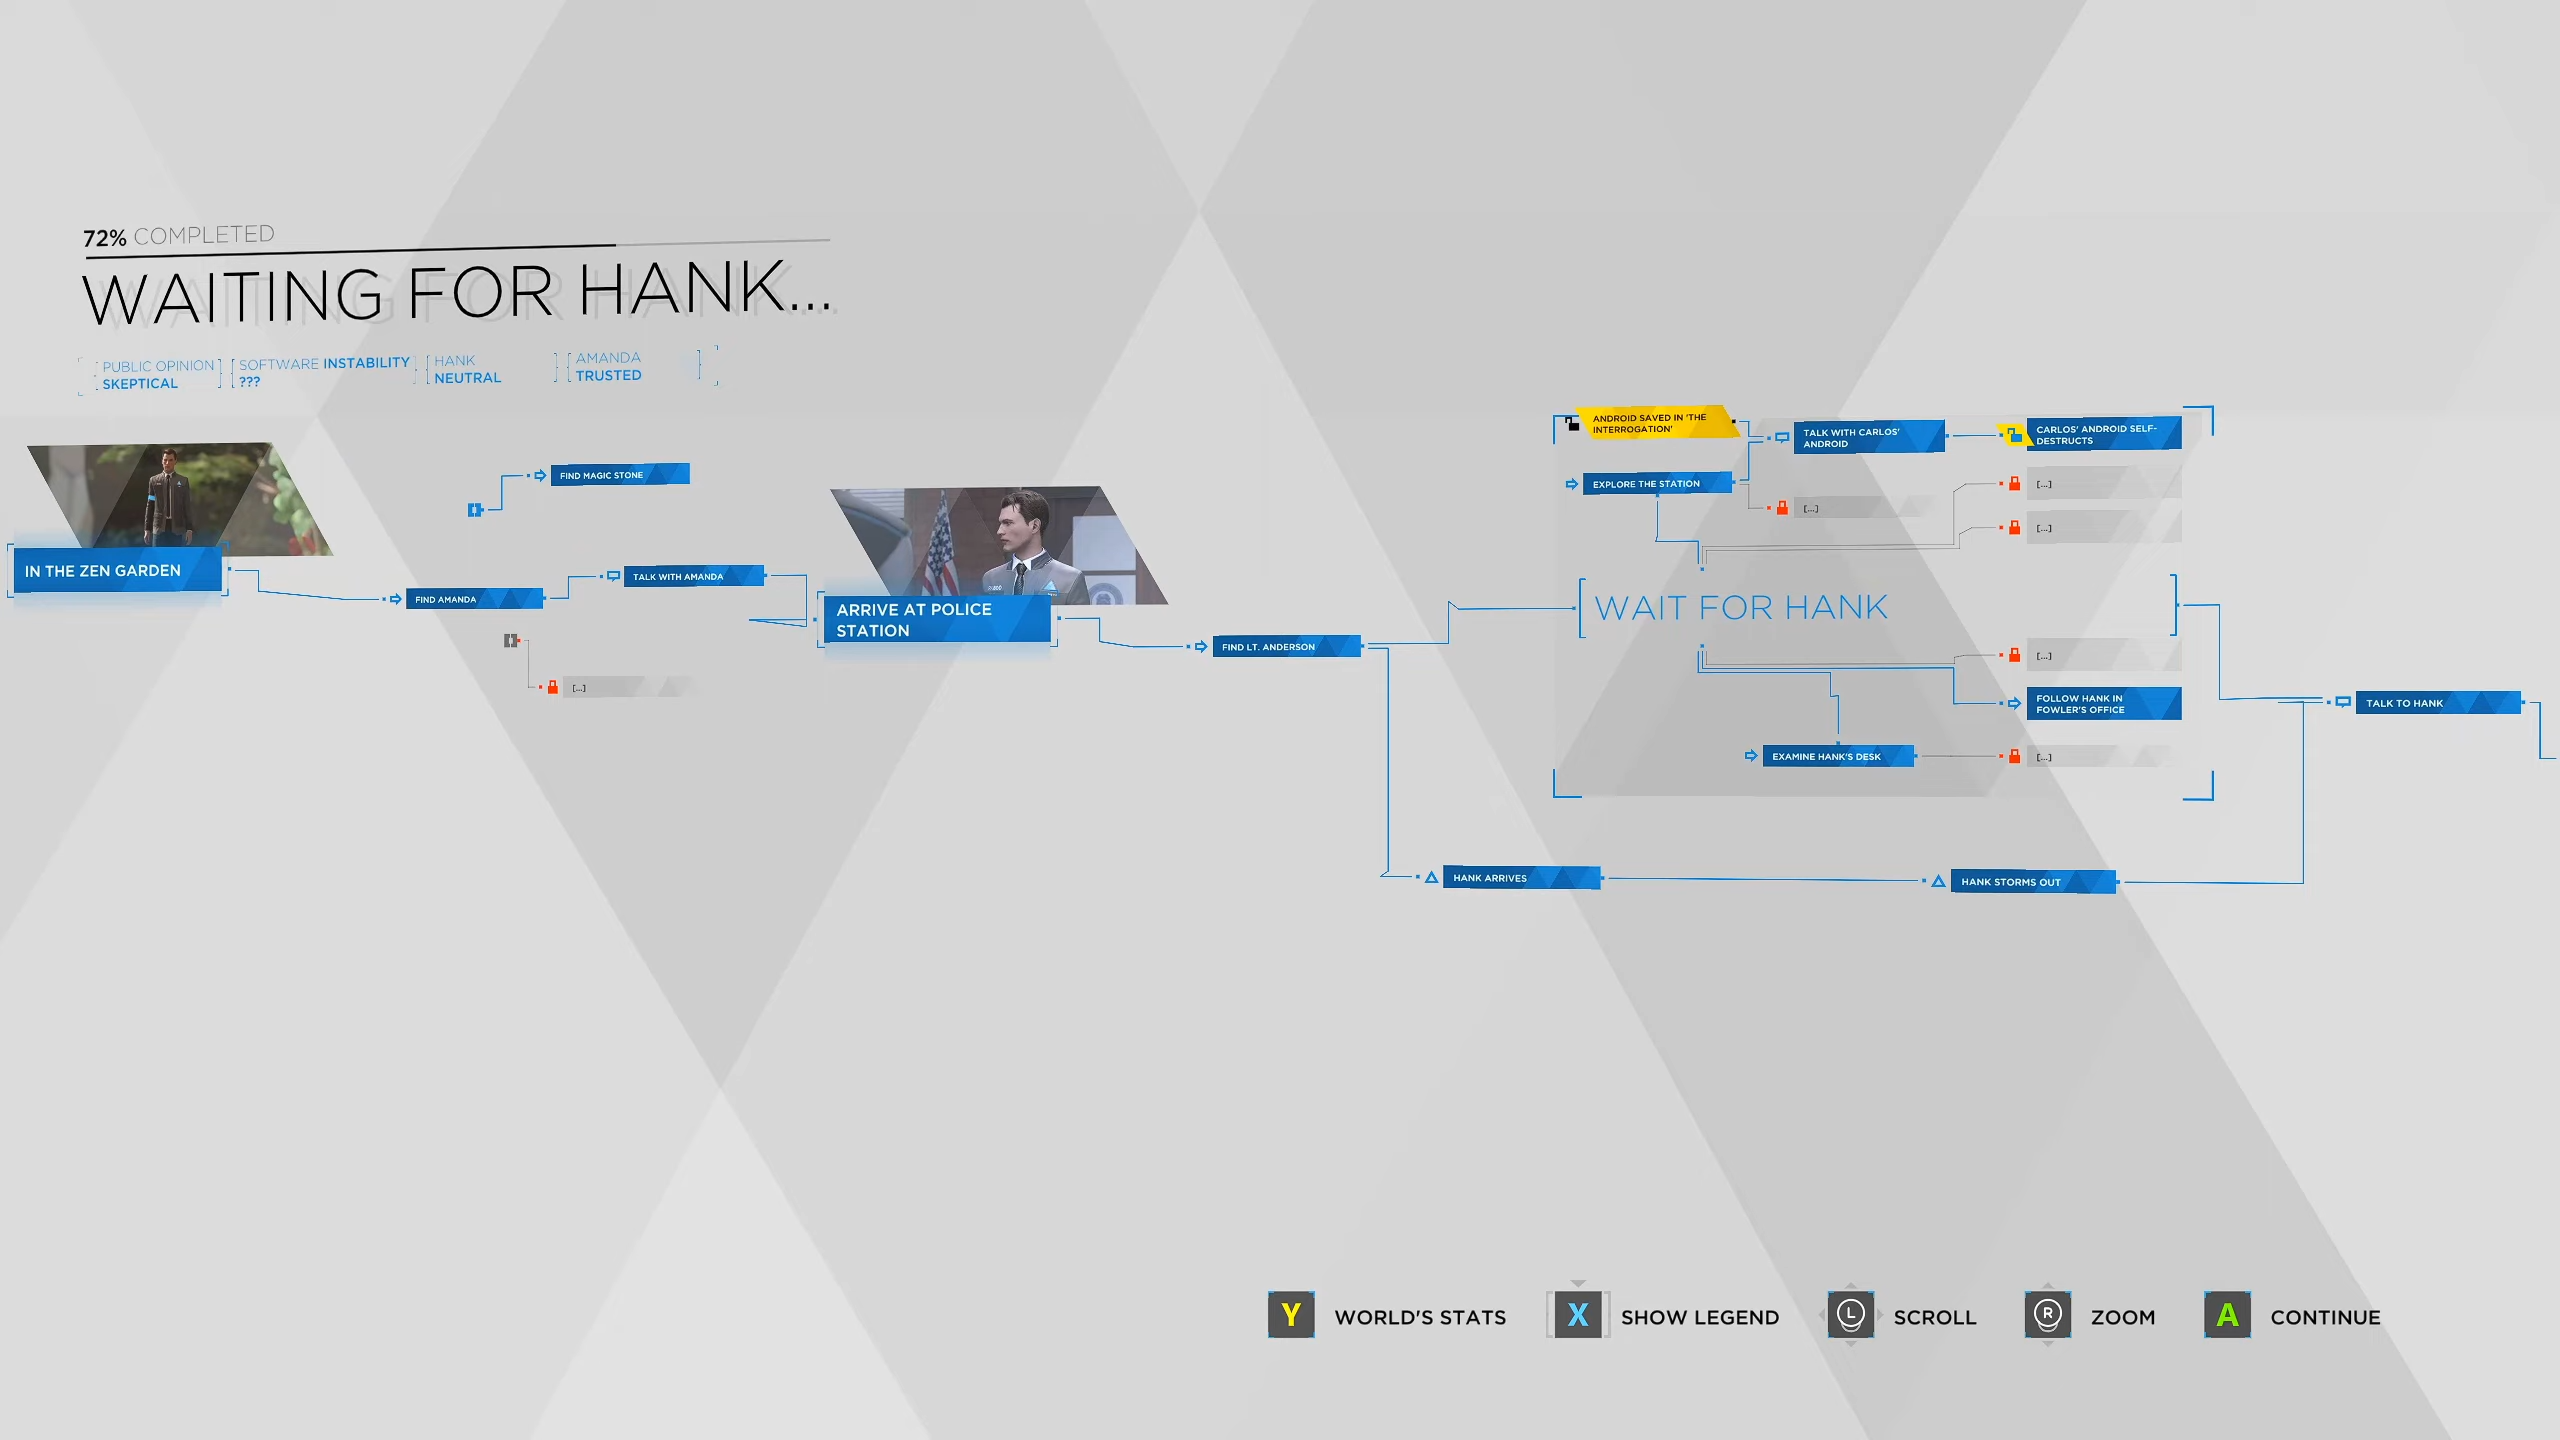 72% COMPLETED
WAITING FOR HANK...
PUBLIC OPINION
SKEPTICAL
SOFTWARE INSTABILITY
???
HANK
NEUTRAL
AMANDA
TRUSTED
IN THE ZEN GARDEN
FIND MAGIC STONE
FIND AMANDA
TALK WITH AMANDA
[...]
ARRIVE AT POLICE
STATION
FIND LT. ANDERSON
ANDROID SAVED IN 'THE
INTERROGATION'
TALK WITH CARLOS'
ANDROID
CARLOS' ANDROID SELF-
DESTRUCTS
EXPLORE THE STATION
[...]
[...]
[...]
WAIT FOR HANK
[...]
FOLLOW HANK IN
FOWLER'S OFFICE
EXAMINE HANK'S DESK
[...]
TALK TO HANK
HANK ARRIVES
HANK STORMS OUT
Y WORLD'S STATS
X SHOW LEGEND
L SCROLL
R ZOOM
A CONTINUE